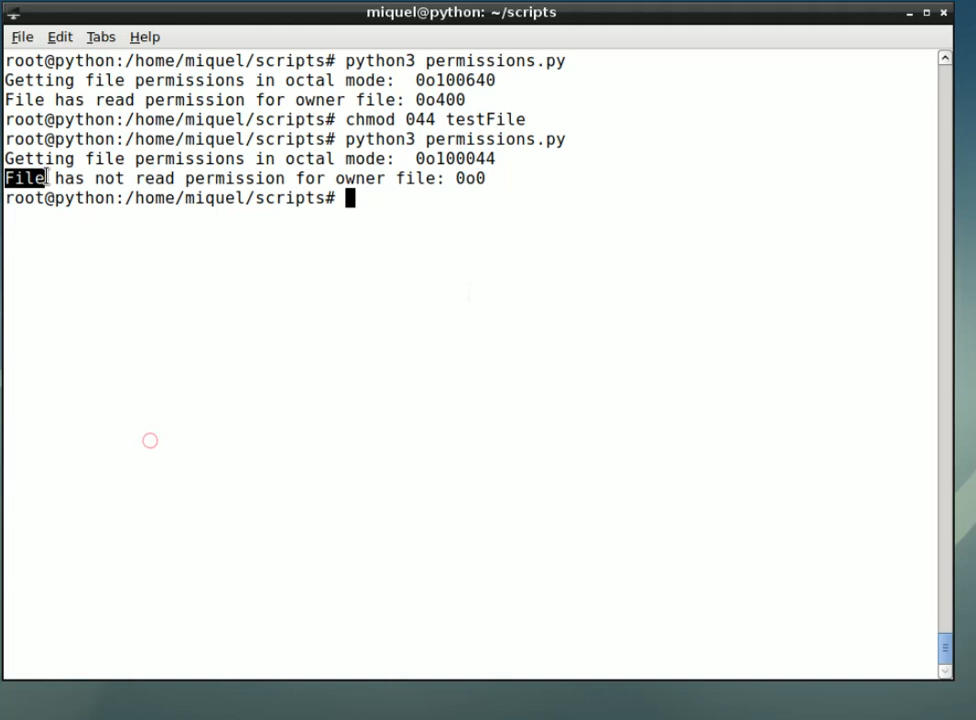 miquel@python: ~/scripts
File Edit Tabs Help
root@python:/home/miquel/scripts# python3 permissions.py
Getting file permissions in octal mode:  0o100640
File has read permission for owner file: 0o400
root@python:/home/miquel/scripts# chmod 044 testFile
root@python:/home/miquel/scripts# python3 permissions.py
Getting file permissions in octal mode:  0o100044
File has not read permission for owner file: 0o0
root@python:/home/miquel/scripts#